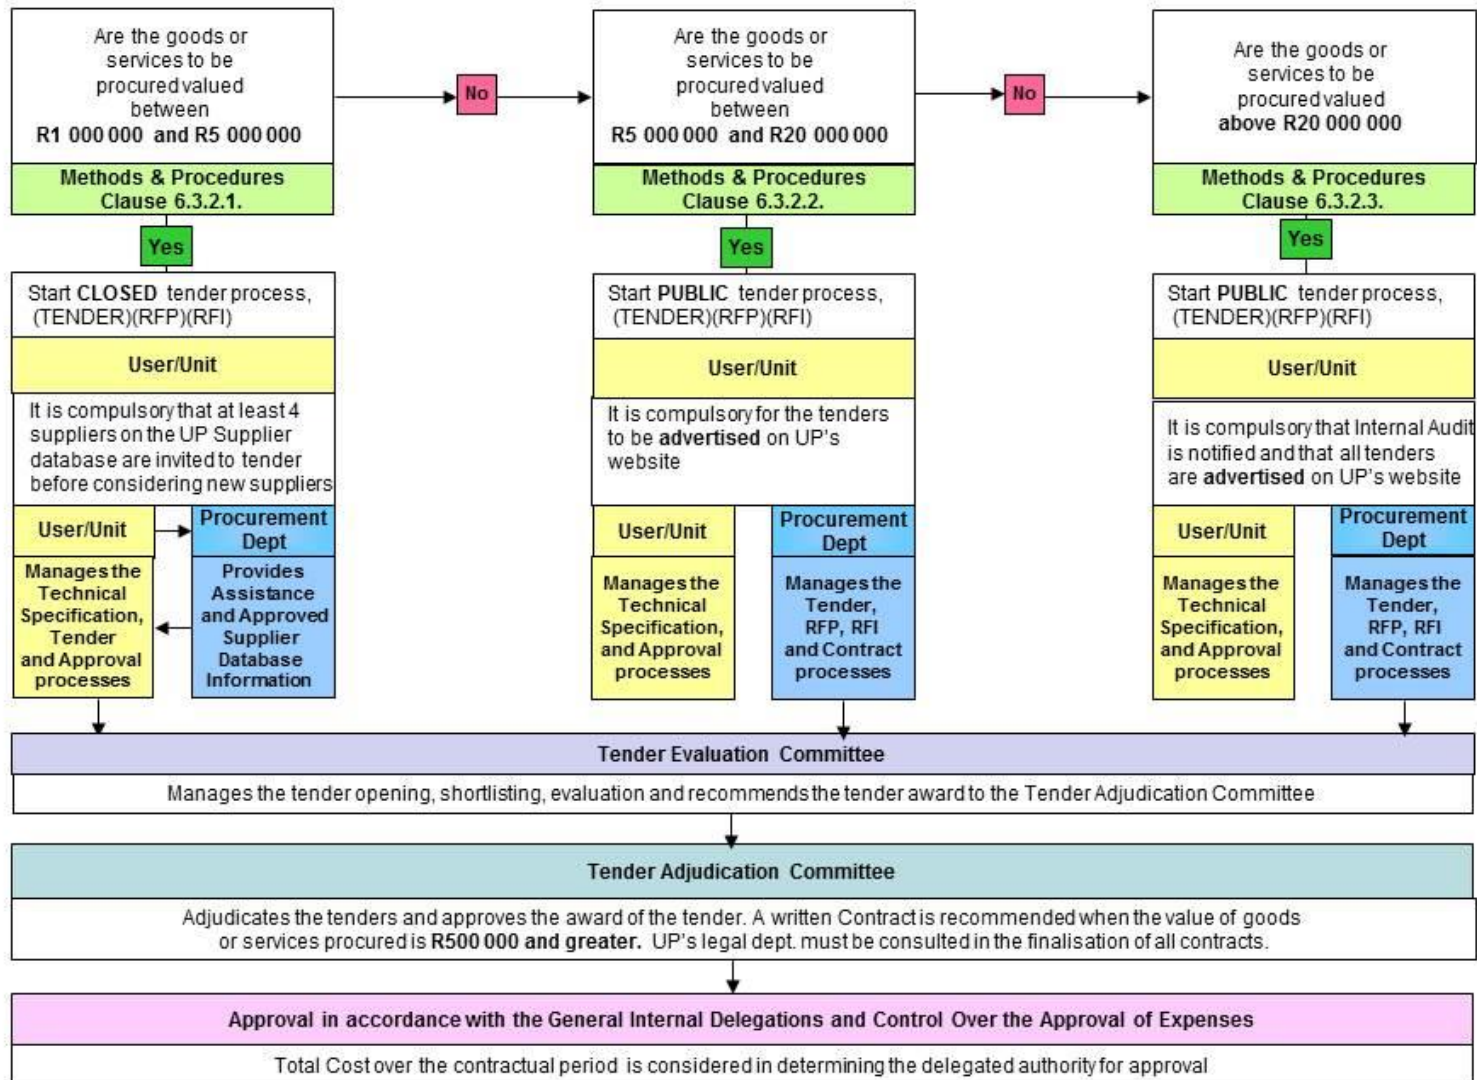 Are the goods or
services to be
procured valued
between
R1 000 000 and R5 000 000
Methods & Procedures
Clause 6.3.2.1.
No
Are the goods or
services to be
procured valued
between
R5 000 000 and R20 000 000
Methods & Procedures
Clause 6.3.2.2.
No
Are the goods or
services to be
procured valued
above R20 000 000
Methods & Procedures
Clause 6.3.2.3.
Yes
Start CLOSED tender process,
(TENDER)(RFP)(RFI)
User/Unit
It is compulsory that at least 4
suppliers on the UP Supplier
database are invited to tender
before considering new suppliers
User/Unit
Manages the
Technical
Specification,
Tender
and Approval
processes
Procurement
Dept
Provides
Assistance
and Approved
Supplier
Database
Information
Yes
Start PUBLIC tender process,
(TENDER)(RFP)(RFI)
User/Unit
It is compulsory for the tenders
to be advertised on UP's
website
User/Unit
Manages the
Technical
Specification,
and Approval
processes
Procurement
Dept
Manages the
Tender,
RFP, RFI
and Contract
processes
Yes
Start PUBLIC tender process,
(TENDER)(RFP)(RFI)
User/Unit
It is compulsory that Internal Audit
is notified and that all tenders
are advertised on UP's website
User/Unit
Manages the
Technical
Specification,
and Approval
processes
Procurement
Dept
Manages the
Tender,
RFP, RFI
and Contract
processes
Tender Evaluation Committee
Manages the tender opening, shortlisting, evaluation and recommends the tender award to the Tender Adjudication Committee
Tender Adjudication Committee
Adjudicates the tenders and approves the award of the tender. A written Contract is recommended when the value of goods
or services procured is R500 000 and greater. UP's legal dept. must be consulted in the finalisation of all contracts.
Approval in accordance with the General Internal Delegations and Control Over the Approval of Expenses
Total Cost over the contractual period is considered in determining the delegated authority for approval